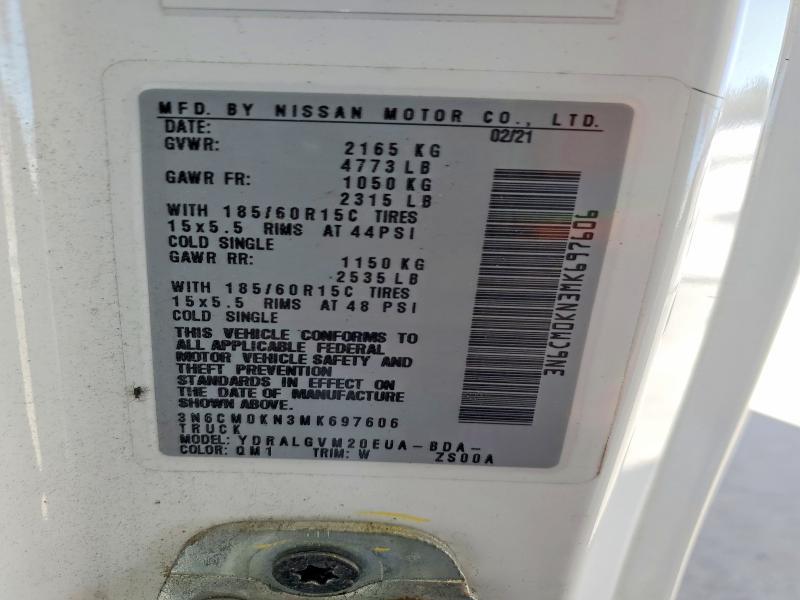 MFD. BY NISSAN MOTOR CO., LTD.
DATE: 02/21
GVWR: 2165 KG
4773 LB
GAWR FR: 1050 KG
2315 LB
WITH 185/60R15C TIRES
15x5.5 RIMS AT 44PSI
COLD SINGLE
GAWR RR: 1150 KG
2535 LB
WITH 185/60R15C TIRES
15x5.5 RIMS AT 48 PSI
COLD SINGLE
THIS VEHICLE CONFORMS TO
ALL APPLICABLE FEDERAL
MOTOR VEHICLE SAFETY AND
THEFT PREVENTION
STANDARDS IN EFFECT ON
THE DATE OF MANUFACTURE
SHOWN ABOVE.
3N6CM0KN3MK697606
TRUCK
MODEL: YDRALGVM20EUA-BDA-
COLOR: QM1 TRIM: W ZS00A
3N6CM0KN3MK697606